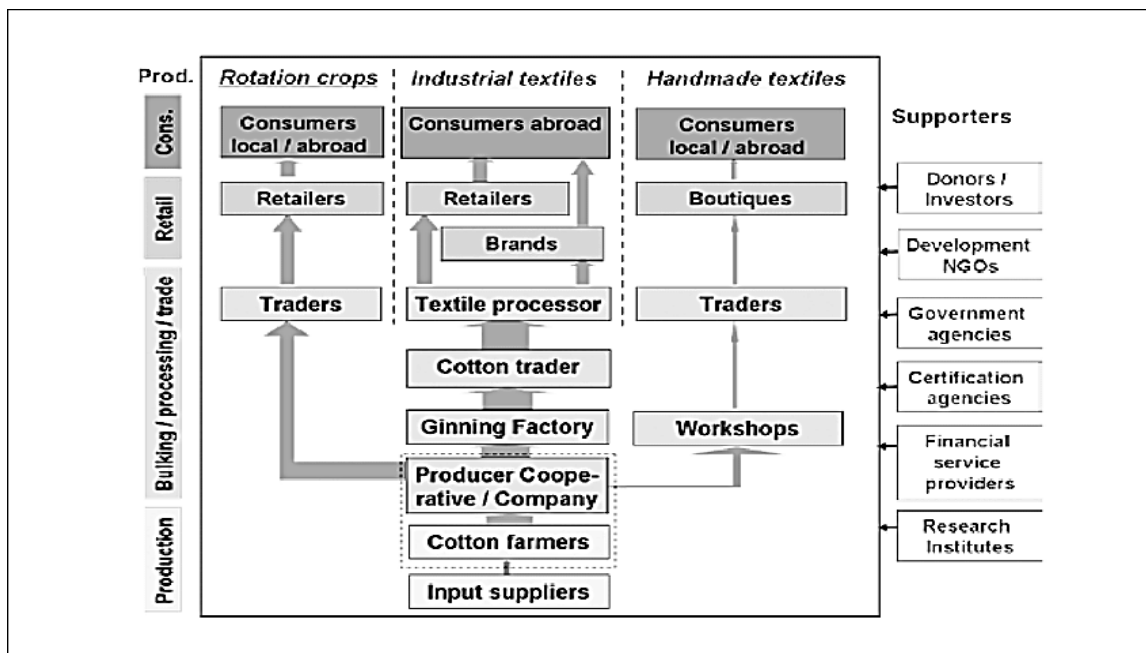 Prod.
Rotation crops
Industrial textiles
Handmade textiles
Cons.
Consumers
local / abroad
Consumers abroad
Consumers
local / abroad
Supporters
Retail
Retailers
Retailers
Boutiques
Donors /
Investors
Brands
Development
NGOs
Bulking / processing / trade
Traders
Textile processor
Traders
Government
agencies
Cotton trader
Certification
agencies
Ginning Factory
Workshops
Financial
service
providers
Producer Coope-
rative / Company
Production
Cotton farmers
Research
Institutes
Input suppliers